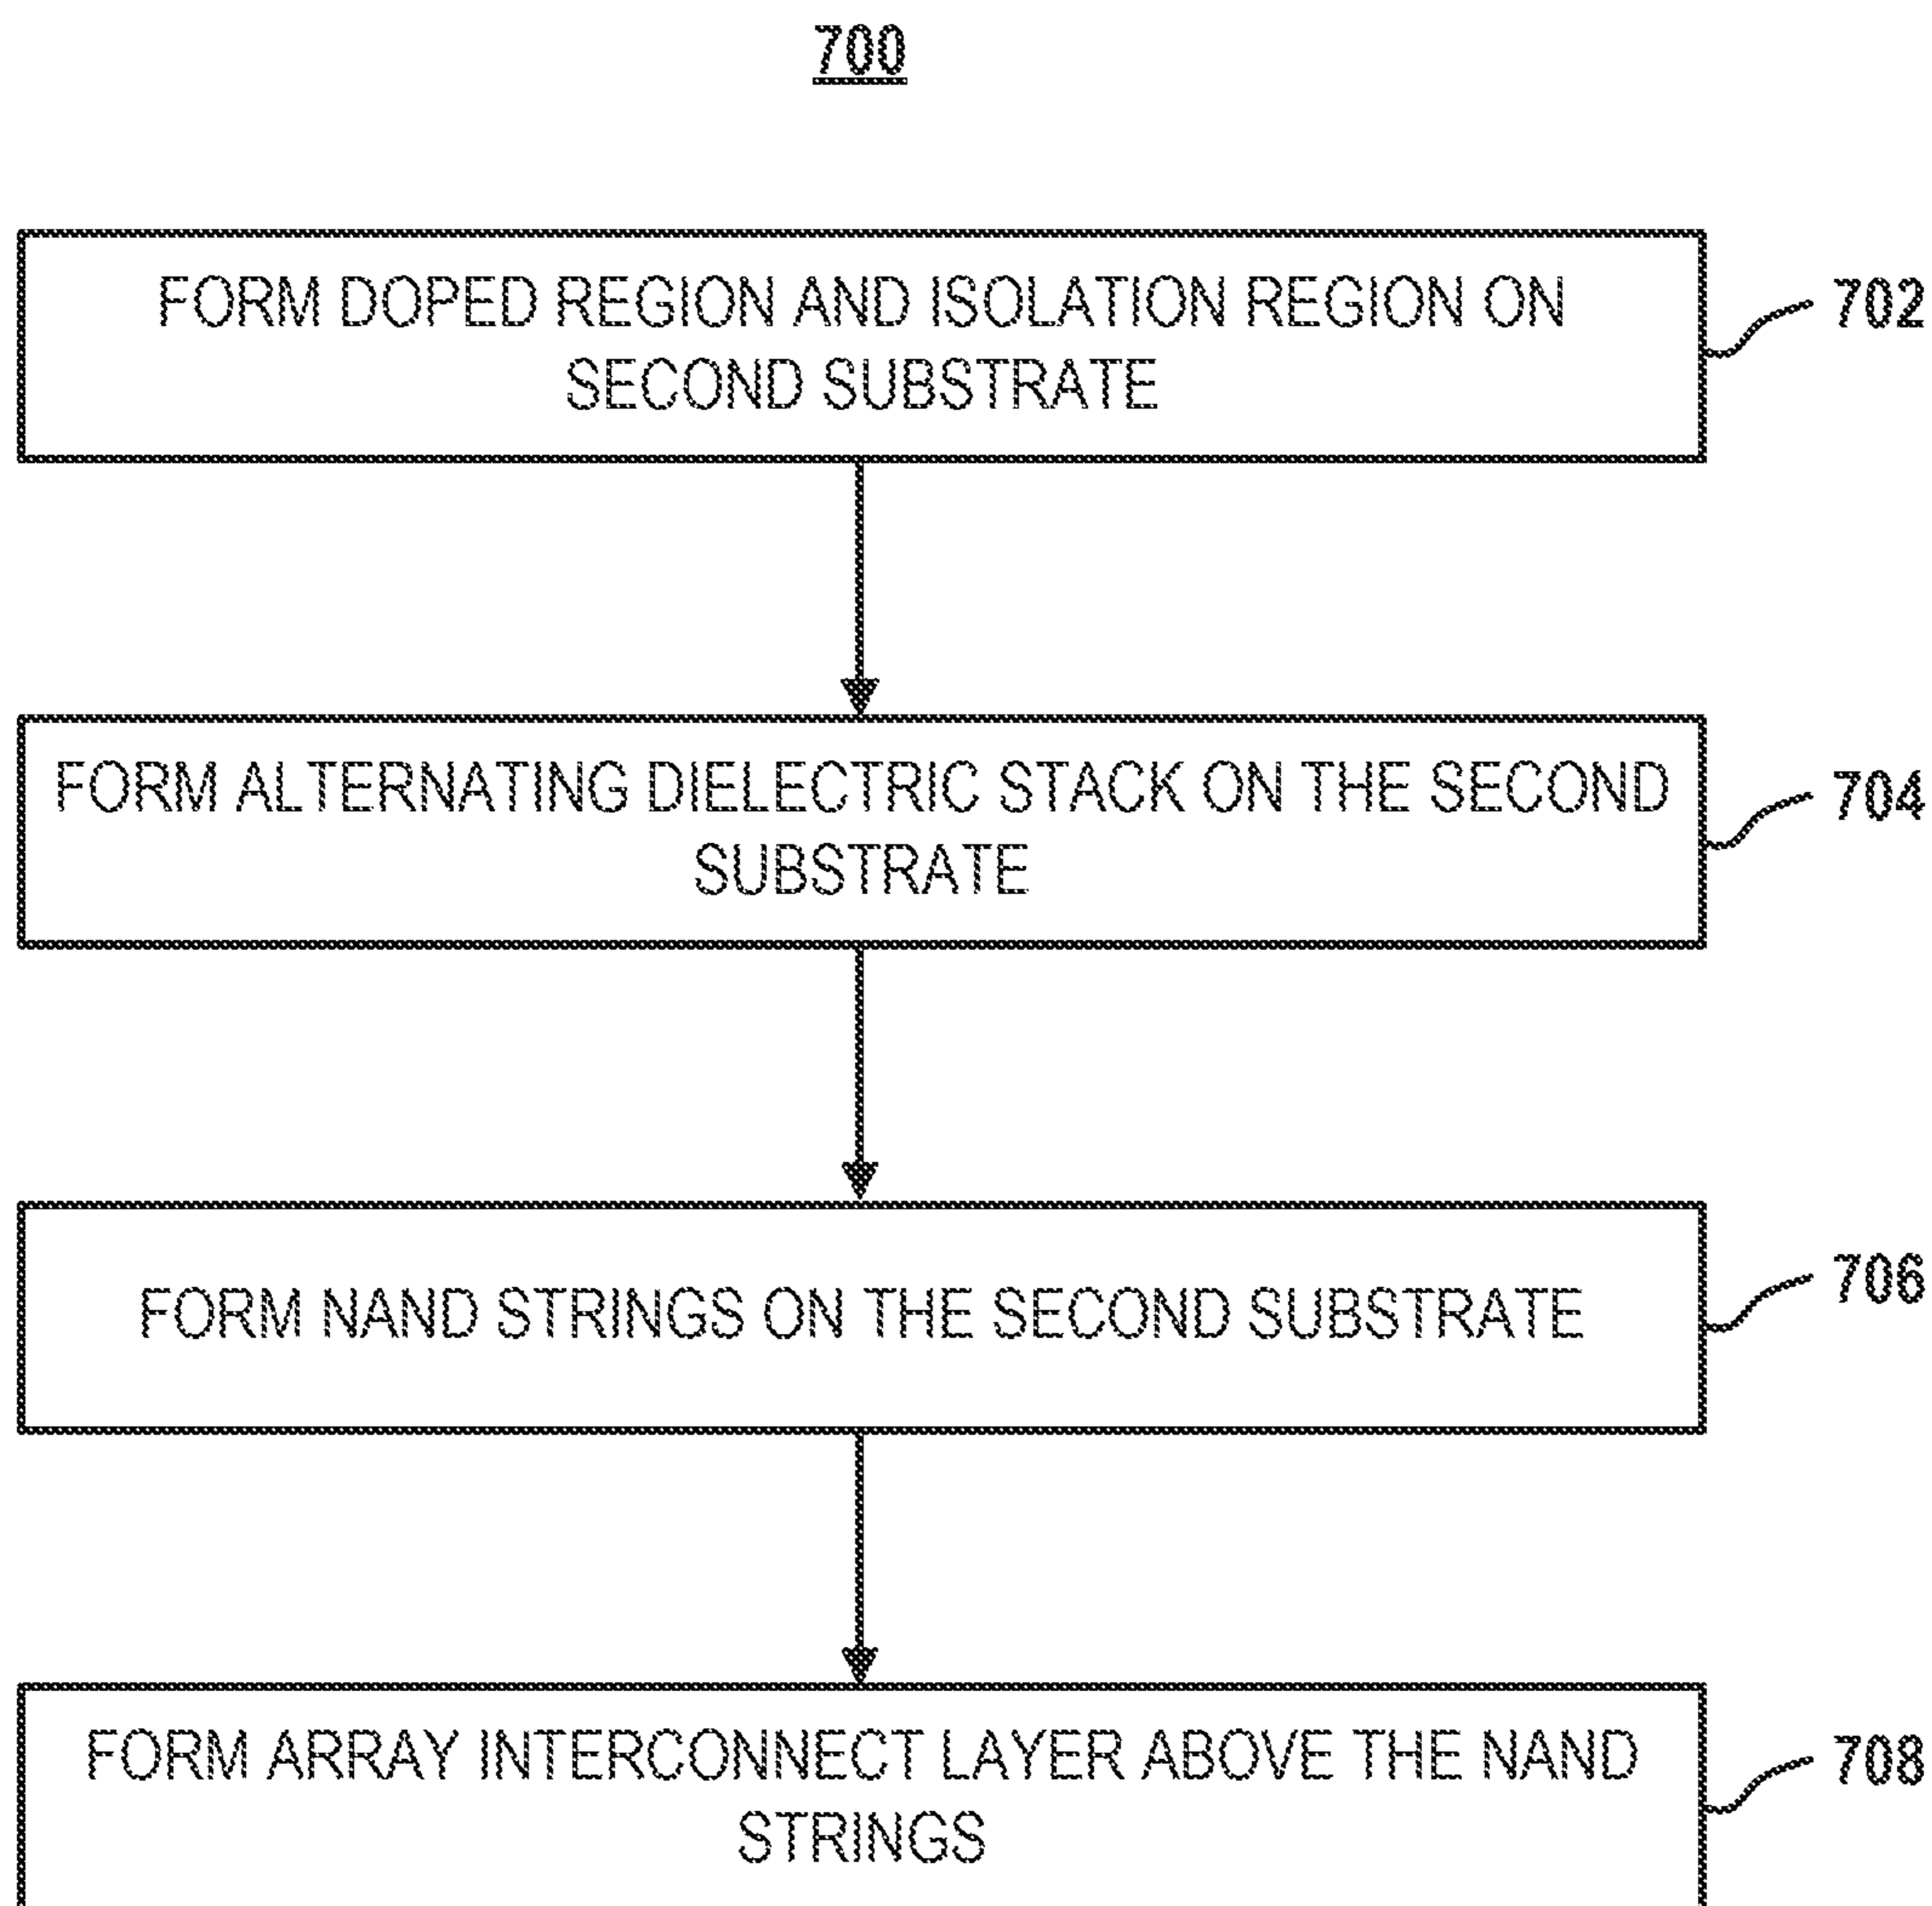 700
FORM DOPED REGION AND ISOLATION REGION ON
SECOND SUBSTRATE
702
FORM ALTERNATING DIELECTRIC STACK ON THE SECOND
SUBSTRATE
704
FORM NAND STRINGS ON THE SECOND SUBSTRATE
706
FORM ARRAY INTERCONNECT LAYER ABOVE THE NAND
STRINGS
708